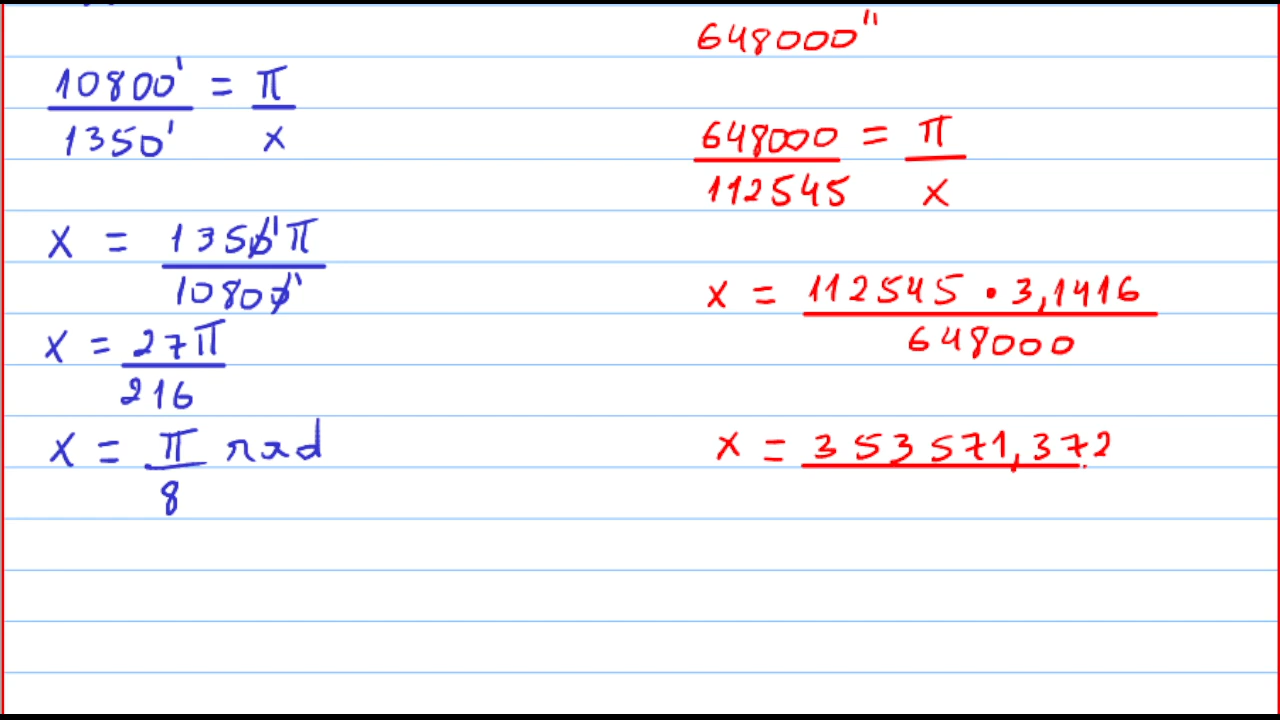 10800' = π
1350' x
x = 1350'π
10800'
x = 27π
216
x = π rad
8
648000"
648000 = π
112545 x
x = 112545 · 3,1416
648000
x = 353571,372